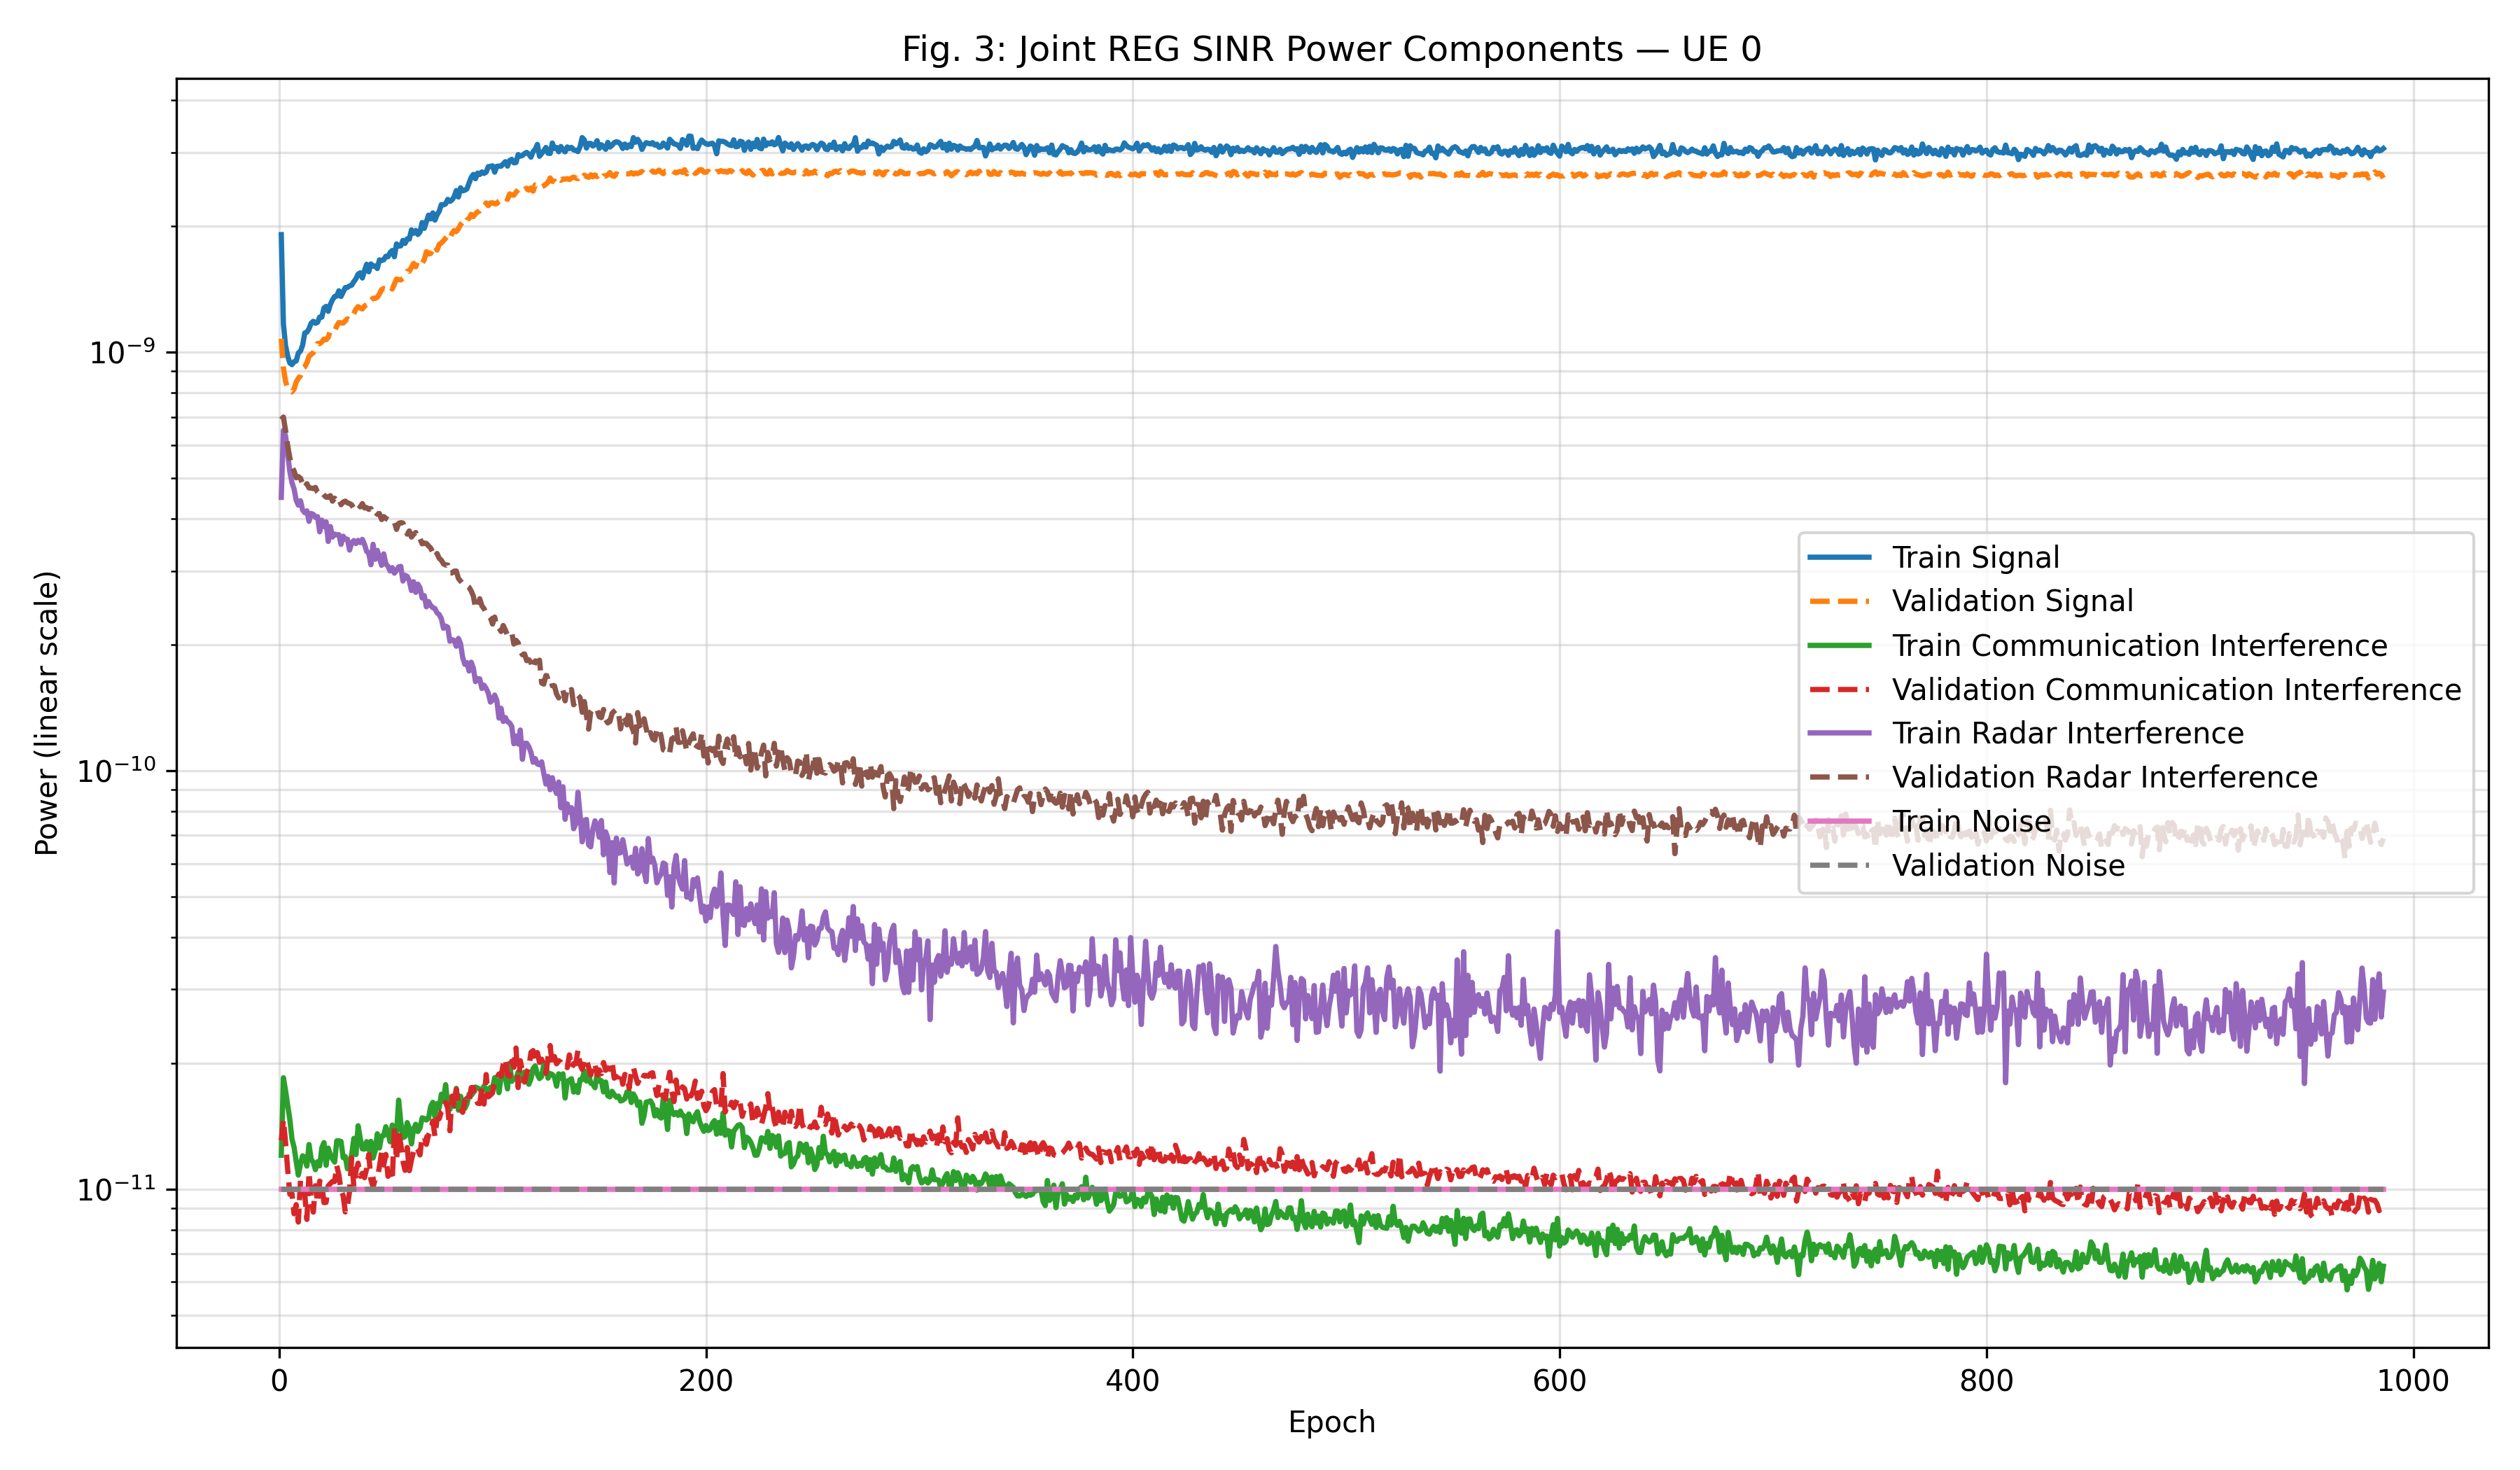 Fig. 3: Joint REG SINR Power Components — UE 0
Power (linear scale)
10⁻⁹
10⁻¹⁰
10⁻¹¹
Train Signal
Validation Signal
Train Communication Interference
Validation Communication Interference
Train Radar Interference
Validation Radar Interference
Train Noise
Validation Noise
0 200 400 600 800 1000
Epoch